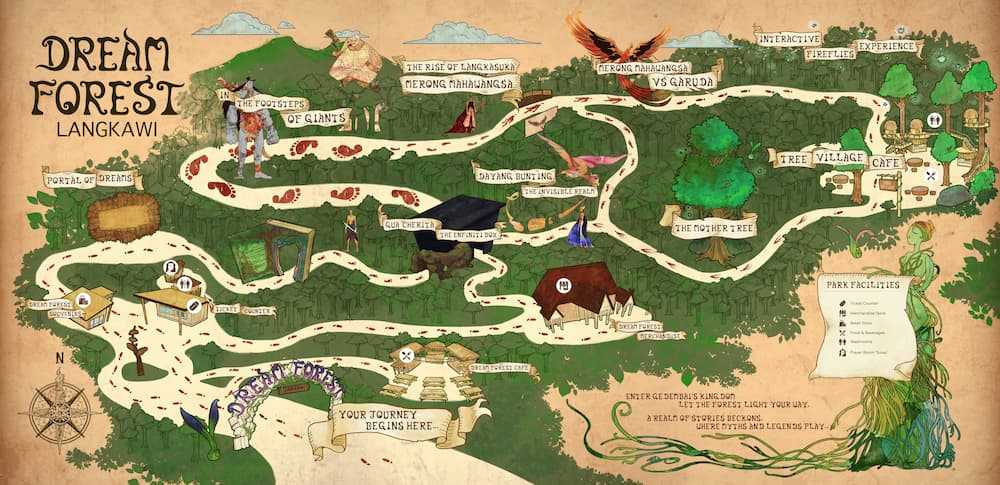 DREAM
FOREST
LANGKAWI
IN THE FOOTSTEPS
OF GIANTS
THE RISE OF LANGKASUKA
MERONG MAHAWANGSA
MERONG MAHAWANGSA
VS GARUDA
INTERACTIVE
FIREFLIES EXPERIENCE
TREE VILLAGE CAFE
PORTAL OF DREAMS
DAYANG BUNTING
THE INVISIBLE REALM
GUA CHERITA
THE ENFINITI BOX
THE MOTHER TREE
DREAM FOREST
SOUVENIRS
TICKET COUNTER
DREAM FOREST
MERCHANDISE
DREAM FOREST CAFE
DREAM FOREST
YOUR JOURNEY
BEGINS HERE...
N
PARK FACILITIES
Ticket Counter
Merchandise Store
Retail Store
Food & Beverages
Restrooms
Prayer Room 'Surau'
ENTER GEDEMBAI'S KINGDOM
LET THE FOREST LIGHT YOUR WAY.
A REALM OF STORIES BECKONS,
WHERE MYTHS AND LEGENDS PLAY...